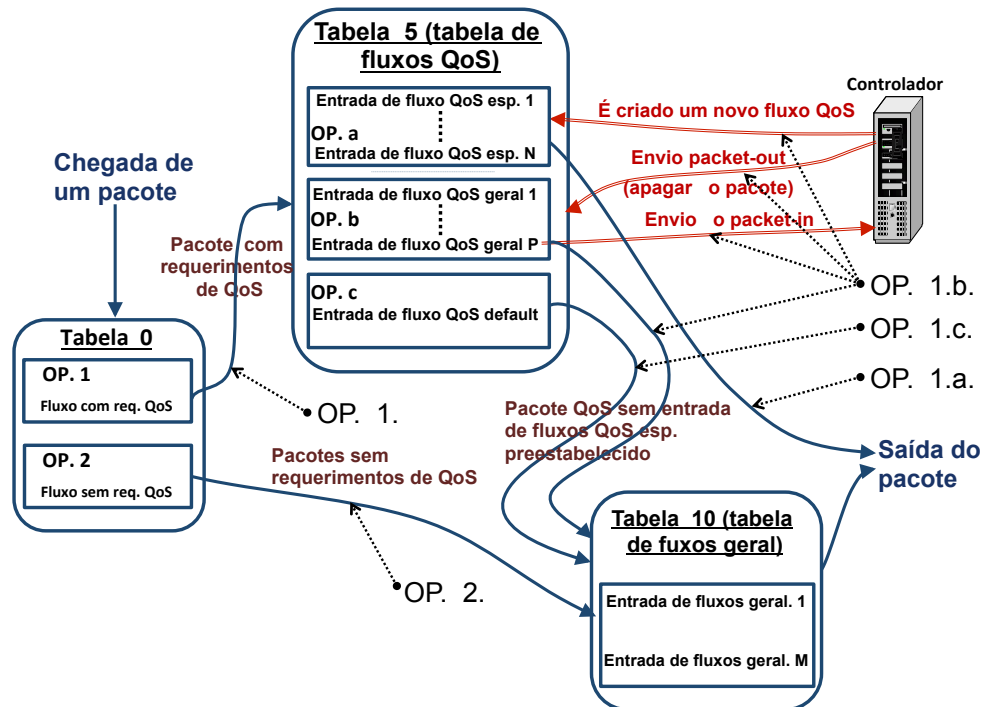 Tabela 5 (tabela de
fluxos QoS)
Entrada de fluxo QoS esp. 1
OP. a
Entrada de fluxo QoS esp. N
Entrada de fluxo QoS geral 1
OP. b
Entrada de fluxo QoS geral P
OP. c
Entrada de fluxo QoS default
Controlador
É criado um novo fluxo QoS
Envio packet-out
(apagar o pacote)
Envio o packet-in
Chegada de
um pacote
Pacote com
requerimentos
de QoS
Tabela 0
OP. 1
Fluxo com req. QoS
OP. 2
Fluxo sem req. QoS
OP. 1.b.
OP. 1.c.
OP. 1.a.
OP. 1.
Pacote QoS sem entrada
de fluxos QoS esp.
preestabelecido
Pacotes sem
requerimentos de QoS
Saída do
pacote
OP. 2.
Tabela 10 (tabela
de fuxos geral)
Entrada de fluxos geral. 1
Entrada de fluxos geral. M